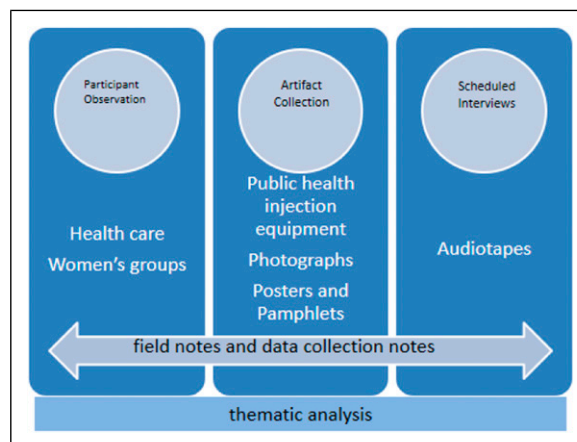 Participant
Observation
Health care
Women's groups
Artifact
Collection
Public health
injection
equipment
Photographs
Posters and
Pamphlets
Scheduled
Interviews
Audiotapes
field notes and data collection notes
thematic analysis